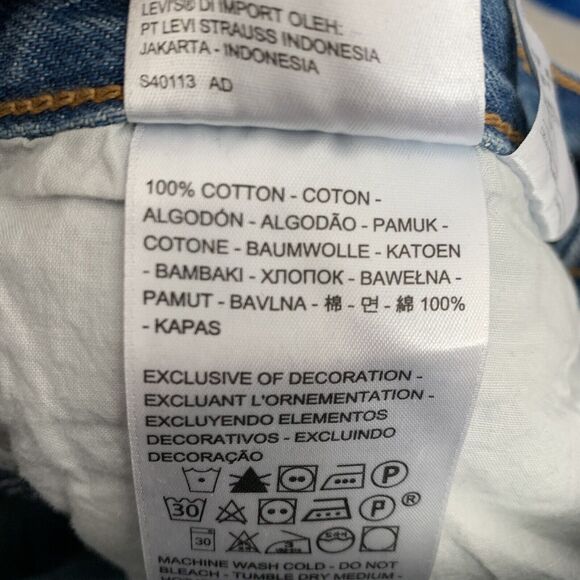 LEVI'S® DI IMPORT OLEH:
PT LEVI STRAUSS INDONESIA
JAKARTA - INDONESIA
S40113 AD
100% COTTON - COTON -
ALGODÓN - ALGODÃO - PAMUK -
COTONE - BAUMWOLLE - KATOEN
- BAMBAKI - ХЛОПОК - BAWEŁNA -
PAMUT - BAVLNA - 棉 - 면 - 綿 100%
- KAPAS
EXCLUSIVE OF DECORATION -
EXCLUANT L'ORNEMENTATION -
EXCLUYENDO ELEMENTOS
DECORATIVOS - EXCLUINDO
DECORAÇÃO
P
30 P ®
30
MACHINE WASH COLD - DO NOT
BLEACH - TUMBLE DRY MEDIUM -